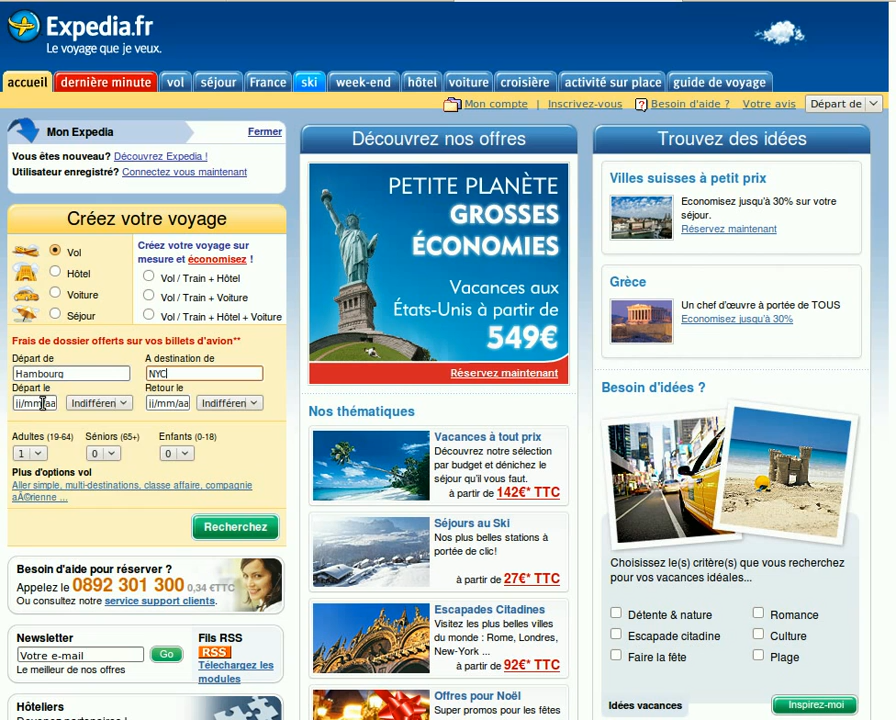 Expedia.fr
Le voyage que je veux.
accueil
dernière minute
vol
séjour
France
ski
week-end
hôtel
voiture
croisière
activité sur place
guide de voyage
Mon compte | Inscrivez-vous
Besoin d'aide ?
Votre avis
Départ de
Mon Expedia
Fermer
Vous êtes nouveau? Découvrez Expedia !
Utilisateur enregistré? Connectez vous maintenant
Créez votre voyage
Vol
Hôtel
Voiture
Séjour
Créez votre voyage sur
mesure et économisez !
Vol / Train + Hôtel
Vol / Train + Voiture
Vol / Train + Hôtel + Voiture
Frais de dossier offerts sur vos billets d'avion**
Départ de
A destination de
Hambourg
NYC
Départ le
Retour le
jj/mm/aa
Indifféren
jj/mm/aa
Indifféren
Adultes (19-64)
Séniors (65+)
Enfants (0-18)
1
0
0
Plus d'options vol
Aller simple, multi-destinations, classe affaire, compagnie
aÃ©rienne ...
Recherchez
Besoin d'aide pour réserver ?
Appelez le 0892 301 300 0,34 €TTC
Ou consultez notre service support clients.
Newsletter
Votre e-mail
Go
Le meilleur de nos offres
Fils RSS
RSS
Téléchargez les
modules
Hôteliers
Devenez partenaires !
Découvrez nos offres
PETITE PLANÈTE
GROSSES
ÉCONOMIES
Vacances aux
États-Unis à partir de
549€
Réservez maintenant
Nos thématiques
Vacances à tout prix
Découvrez notre sélection
par budget et dénichez le
séjour qu'il vous faut.
à partir de 142€* TTC
Séjours au Ski
Nos plus belles stations à
portée de clic!
à partir de 27€* TTC
Escapades Citadines
Visitez les plus belles villes
du monde : Rome, Londres,
New-York ...
à partir de 92€* TTC
Offres pour Noël
Super promos pour les fêtes
Trouvez des idées
Villes suisses à petit prix
Economisez jusqu'à 30% sur votre
séjour.
Réservez maintenant
Grèce
Un chef d'œuvre à portée de TOUS
Economisez jusqu'à 30%
Besoin d'idées ?
Choisissez le(s) critère(s) que vous recherchez
pour vos vacances idéales...
Détente & nature
Romance
Escapade citadine
Culture
Faire la fête
Plage
Idées vacances
Inspirez-moi